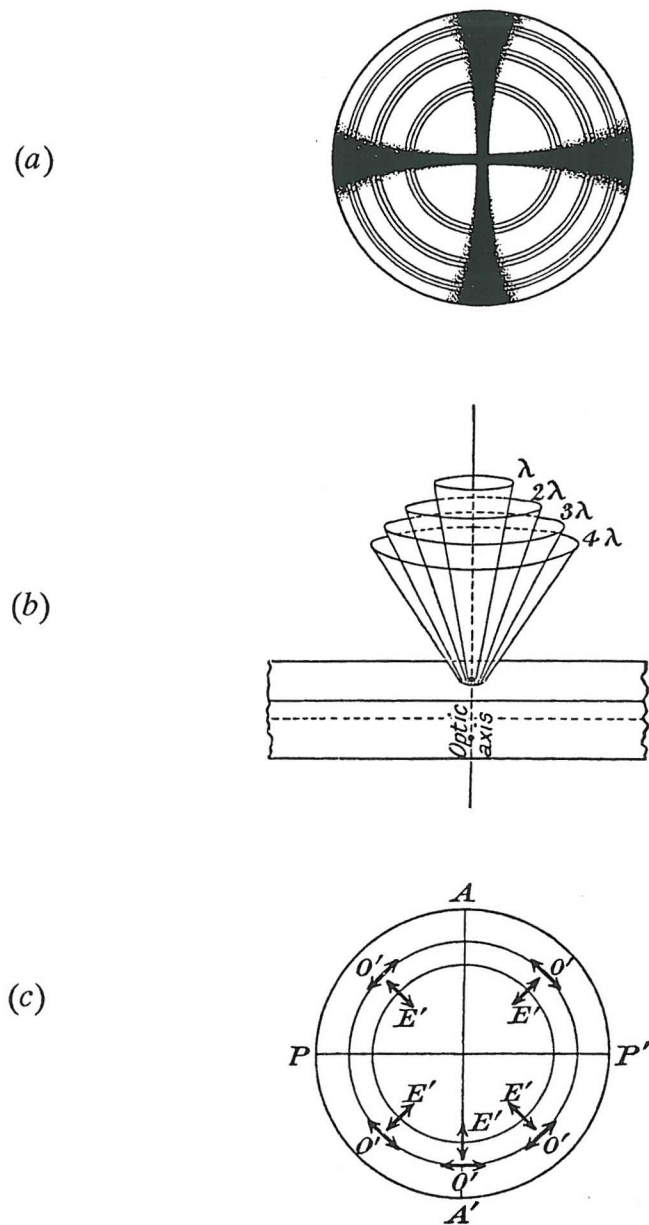 (a)
(b)
λ
2λ
3λ
4λ
Optic
axis
(c)
A
O' O'
E' E'
P P'
E' E' E'
O' O' O'
A'